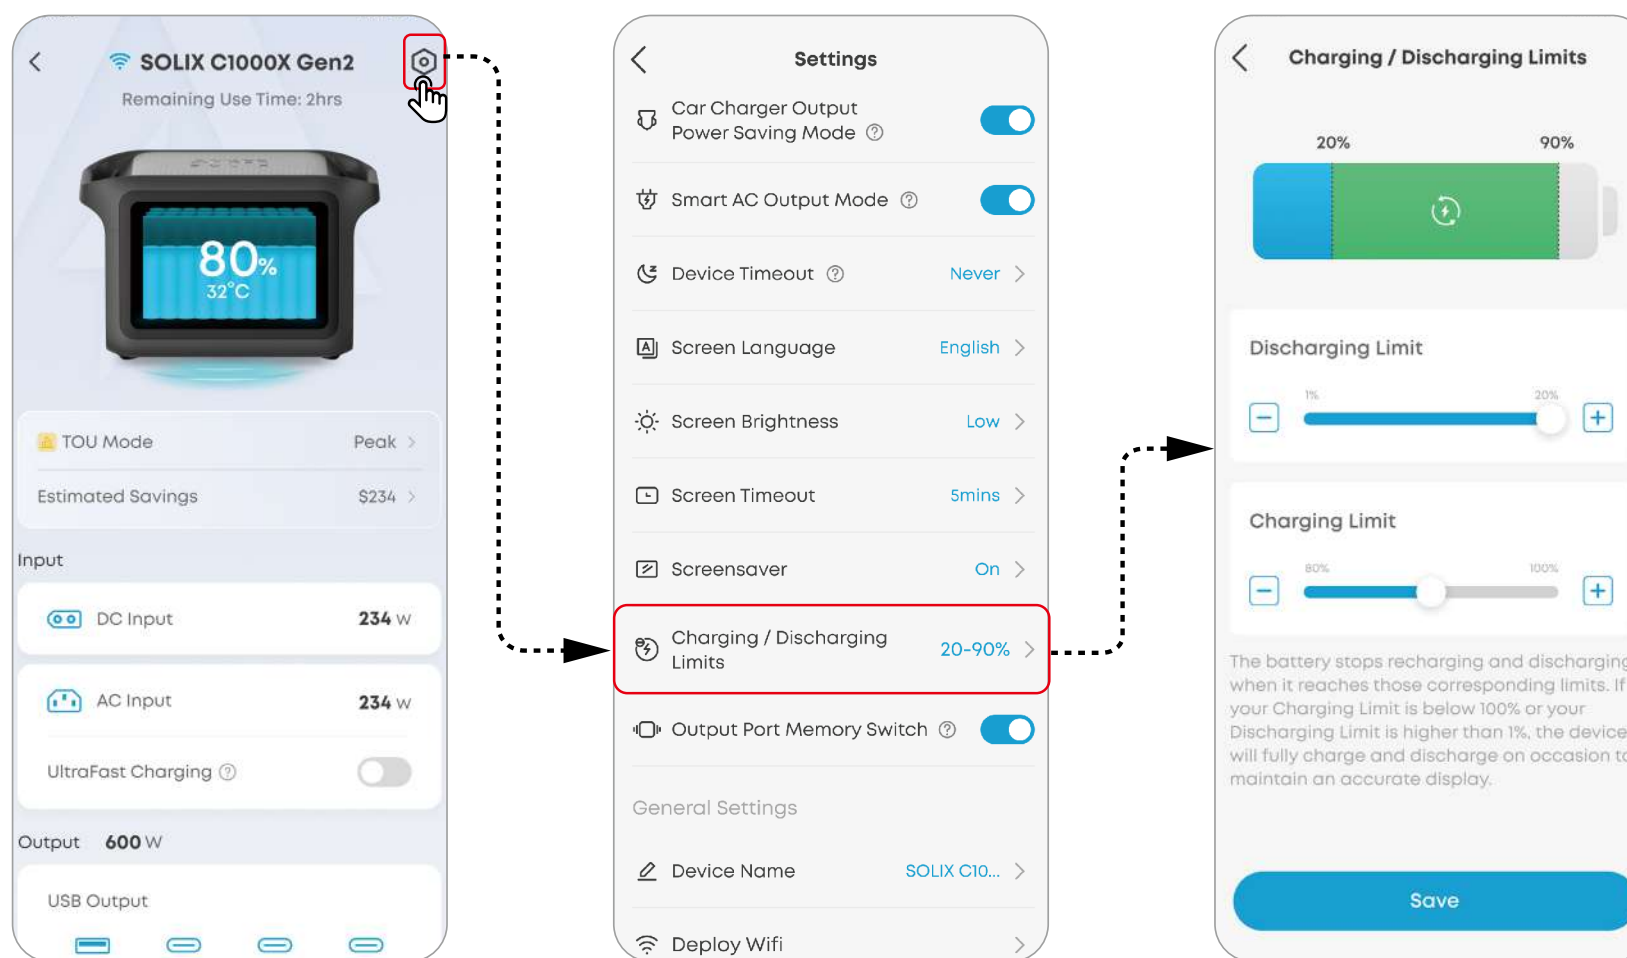 SOLIX C1000X Gen2
Remaining Use Time: 2hrs
80%
32°C
TOU Mode Peak
Estimated Savings $234
Input
DC Input 234 W
AC Input 234 W
UltraFast Charging ?
Output 600 W
USB Output
Settings
Car Charger Output
Power Saving Mode ?
Smart AC Output Mode ?
Device Timeout ? Never
A Screen Language English
Screen Brightness Low
Screen Timeout 5mins
Screensaver On
Charging / Discharging
Limits 20-90%
Output Port Memory Switch ?
General Settings
Device Name SOLIX C10...
Deploy Wifi
Charging / Discharging Limits
20% 90%
Discharging Limit
1% 20%
Charging Limit
80% 100%
The battery stops recharging and discharging
when it reaches those corresponding limits. If
your Charging Limit is below 100% or your
Discharging Limit is higher than 1%, the device
will fully charge and discharge on occasion to
maintain an accurate display.
Save